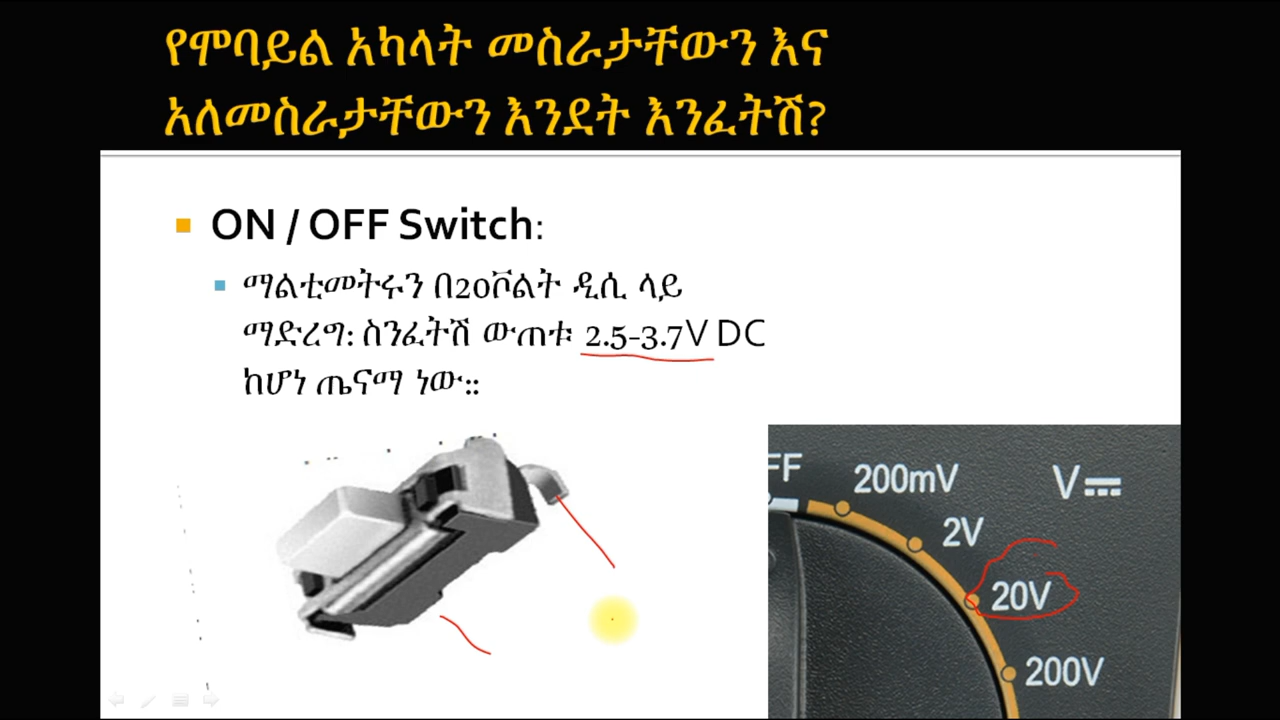 የሞባይል አካላት መስራታቸውን እና
አለመስራታቸውን እንደት እንፈትሽ?
ON / OFF Switch:
ማልቲመትሩን በ20ቮልት ዲሲ ላይ
ማድረግ: ስንፈትሽ ውጠቱ 2.5-3.7V DC
ከሆነ ጤናማ ነው።
FF
200mV
V
2V
20V
200V